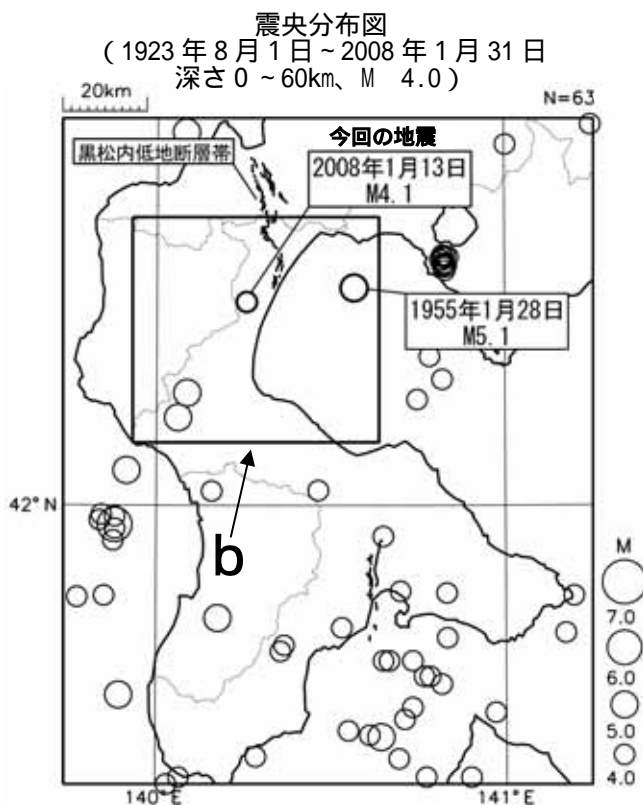 震央分布図
(1923年8月1日~2008年1月31日
深さ0~60㎞、M 4.0)
20km
N=63
今回の地震
黒松内低地断層帯
2008年1月13日
M4.1
1955年1月28日
M5.1
42°N
b
M
7.0
6.0
5.0
4.0
140°E
141°E